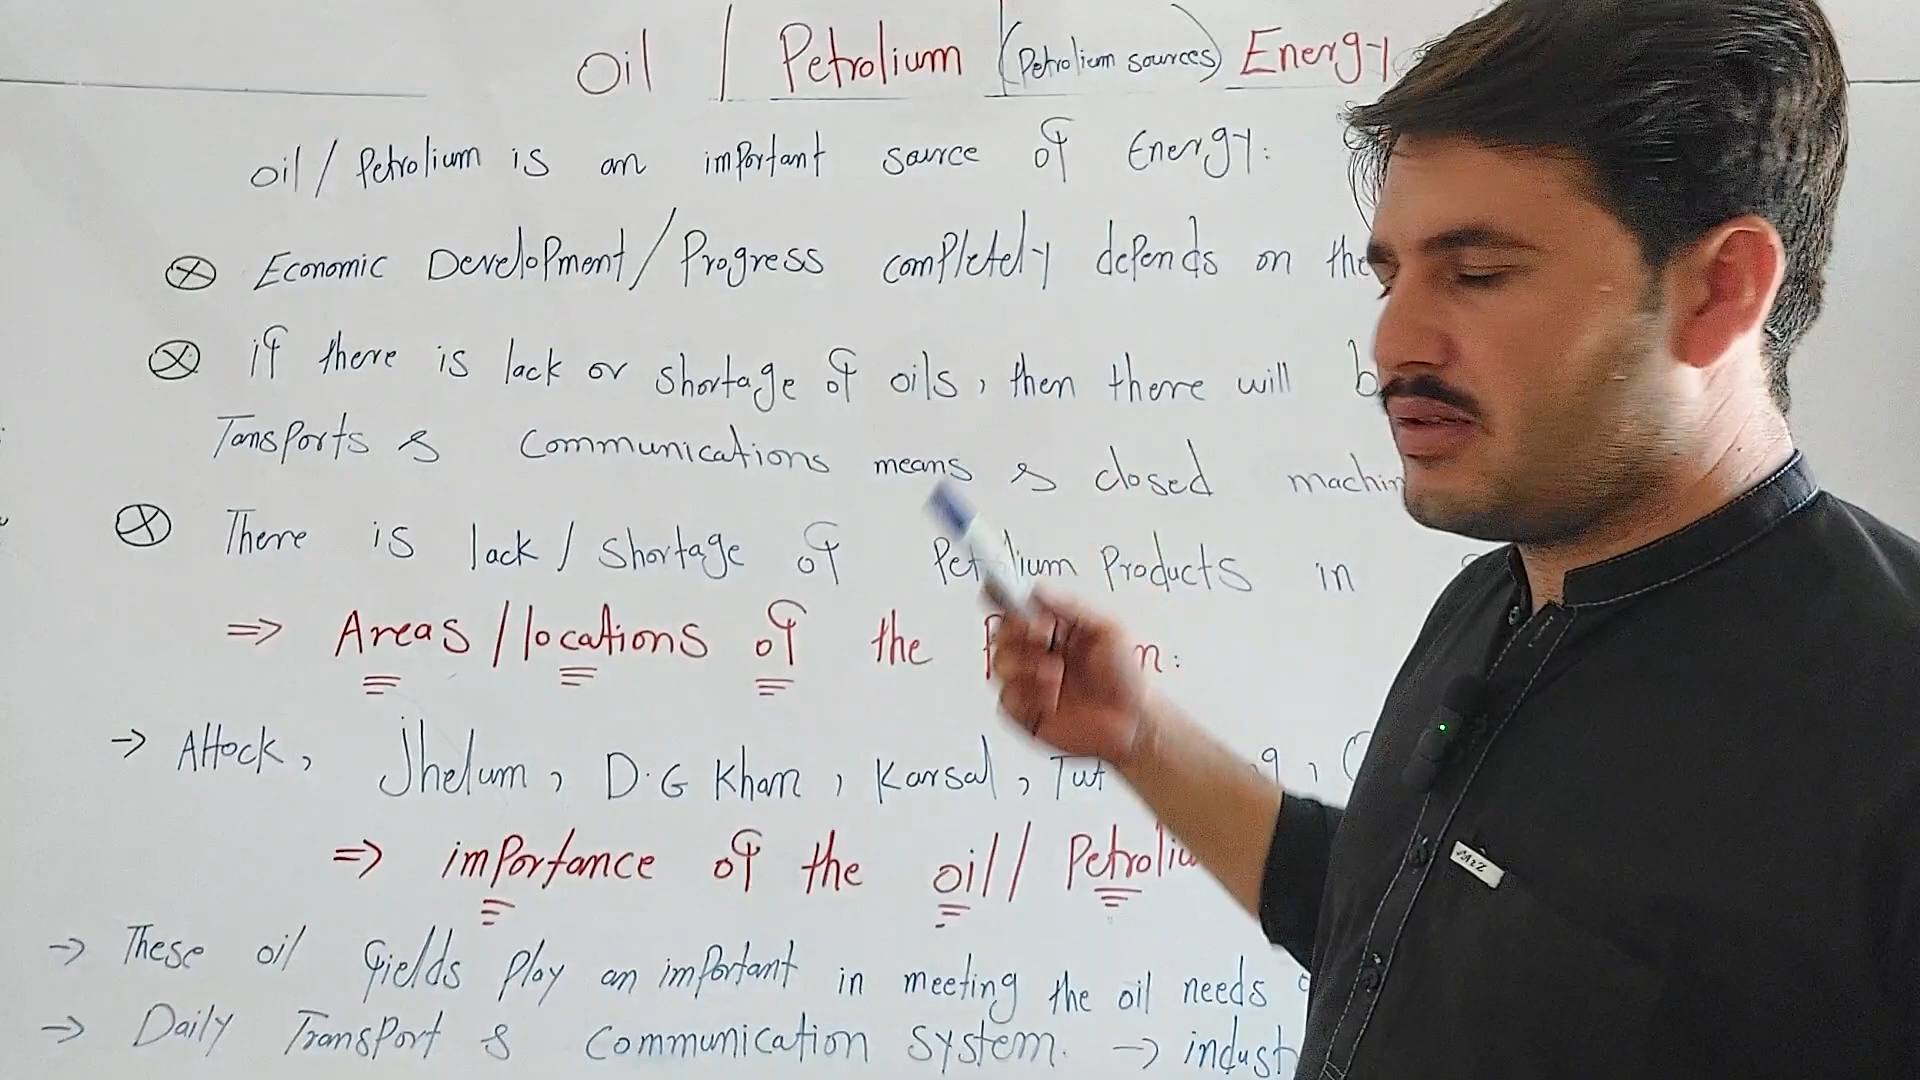 Oil / Petrolium (Petrolium sources) Energy
oil / Petrolium is an important source of Energy:
Economic Development / Progress completely depends on the
if there is lack or shortage of oils, then there will
Tansports & communications means & closed machin
There is lack / shortage of Petrolium Products in
=> Areas / locations of the
-> Attock, Jhelum, D.G Khan, Karsal, Tut
=> importance of the oil / Petroliu
-> These oil fields play an important in meeting the oil needs
-> Daily Transport & communication system. -> indust